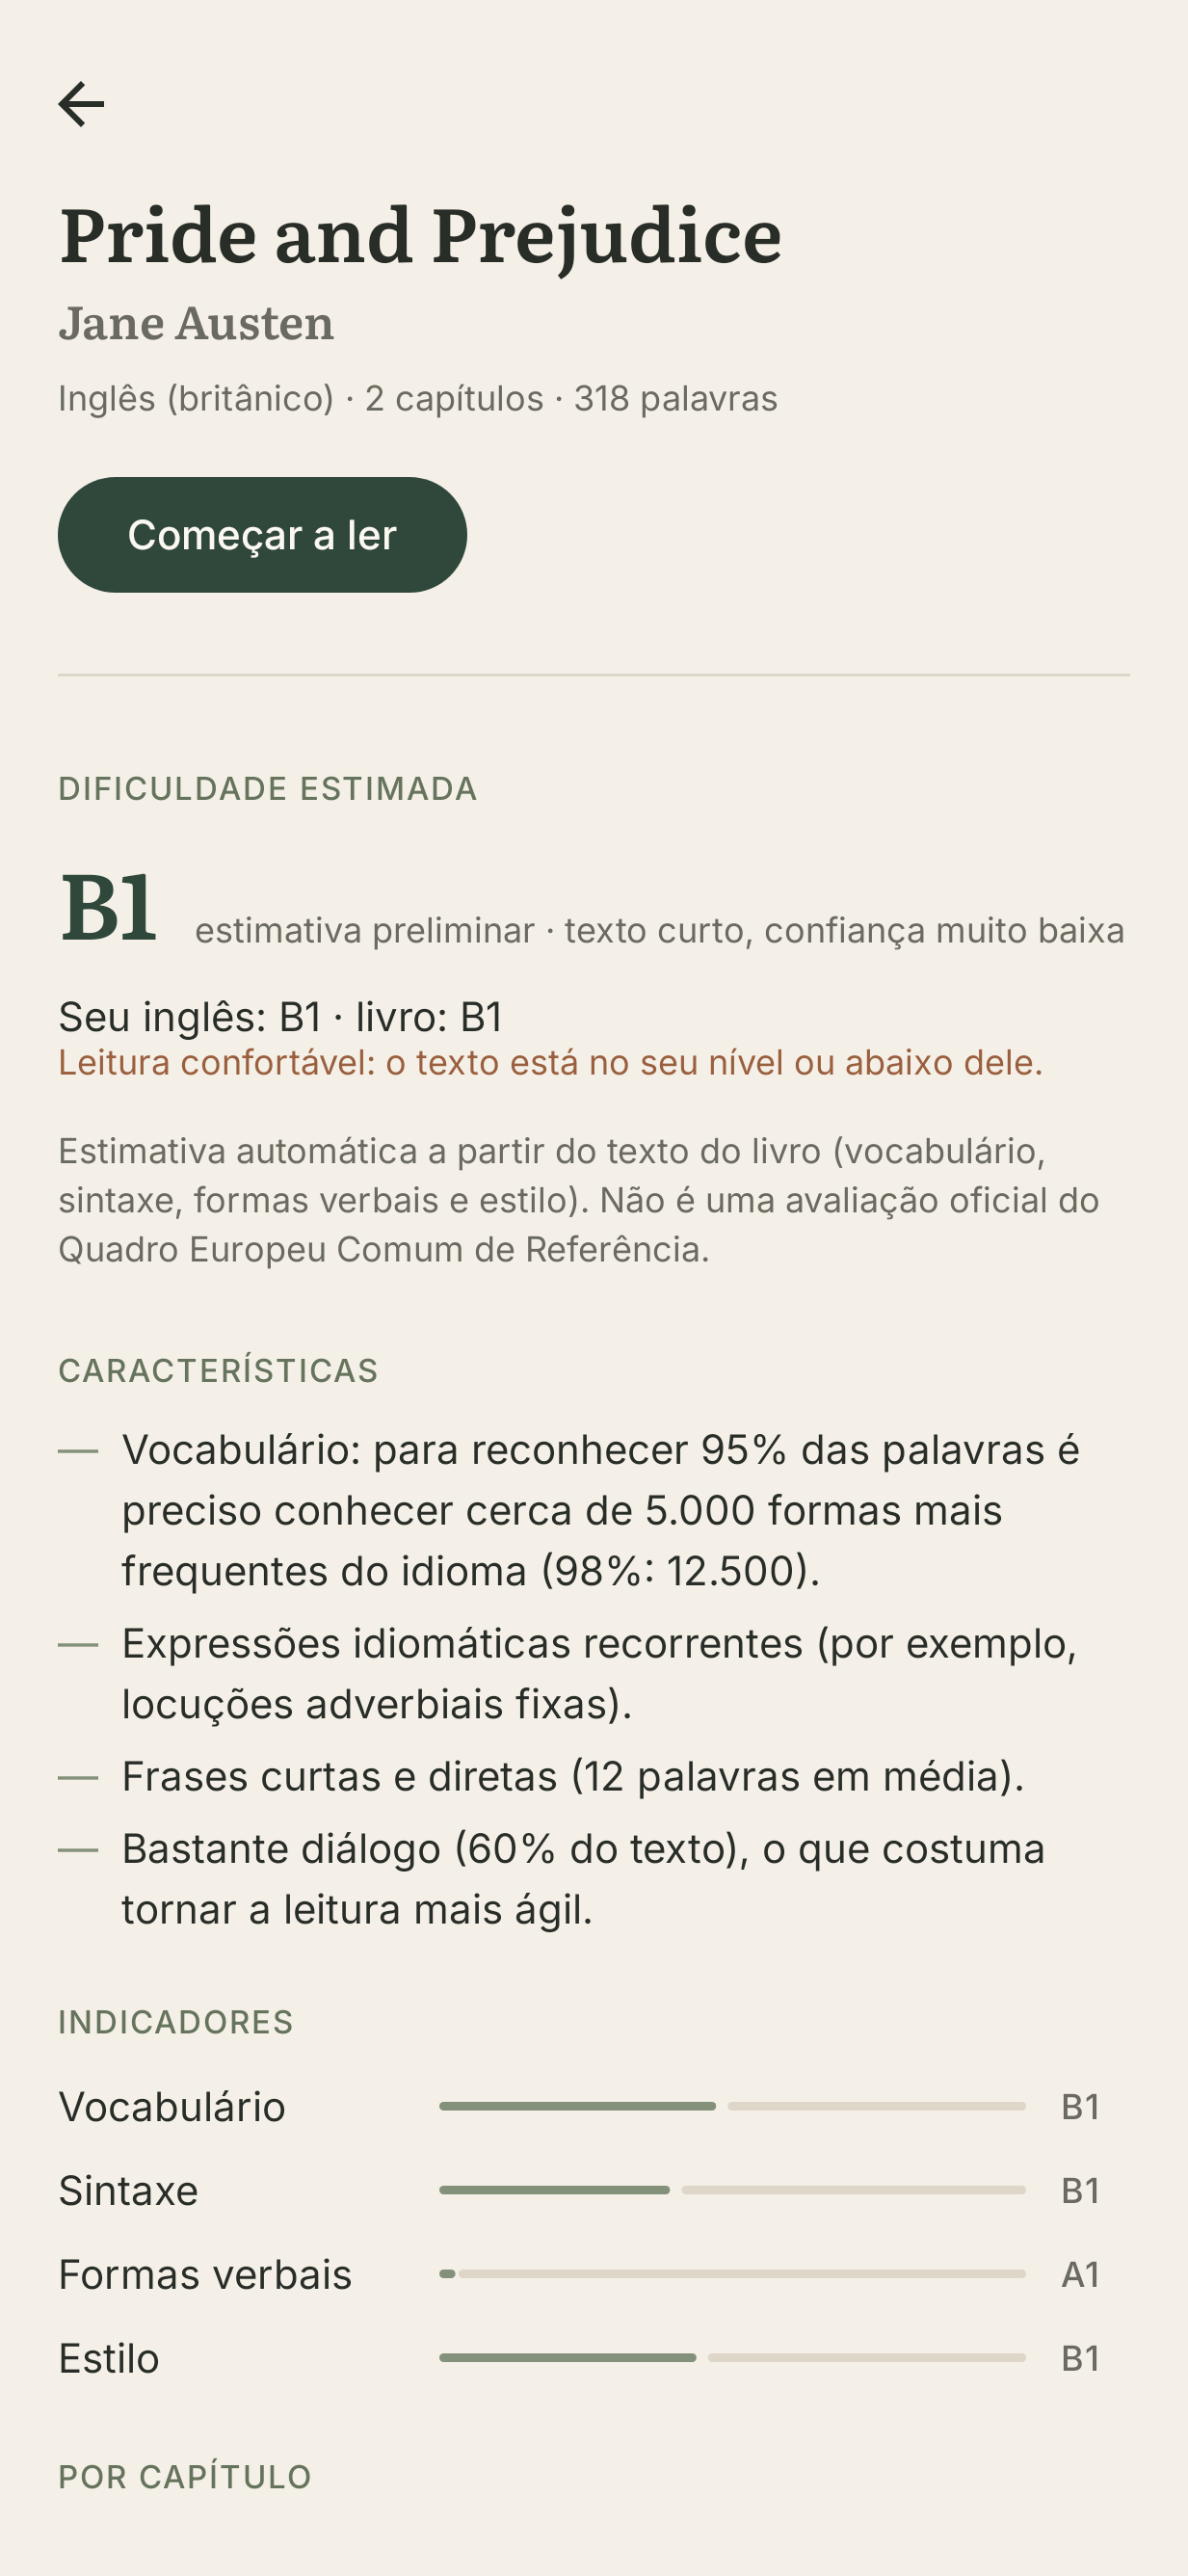 Pride and Prejudice
Jane Austen
Inglês (britânico) · 2 capítulos · 318 palavras
Começar a ler
DIFICULDADE ESTIMADA
B1 estimativa preliminar · texto curto, confiança muito baixa
Seu inglês: B1 · livro: B1
Leitura confortável: o texto está no seu nível ou abaixo dele.
Estimativa automática a partir do texto do livro (vocabulário,
sintaxe, formas verbais e estilo). Não é uma avaliação oficial do
Quadro Europeu Comum de Referência.
CARACTERÍSTICAS
— Vocabulário: para reconhecer 95% das palavras é
preciso conhecer cerca de 5.000 formas mais
frequentes do idioma (98%: 12.500).
— Expressões idiomáticas recorrentes (por exemplo,
locuções adverbiais fixas).
— Frases curtas e diretas (12 palavras em média).
— Bastante diálogo (60% do texto), o que costuma
tornar a leitura mais ágil.
INDICADORES
Vocabulário B1
Sintaxe B1
Formas verbais A1
Estilo B1
POR CAPÍTULO